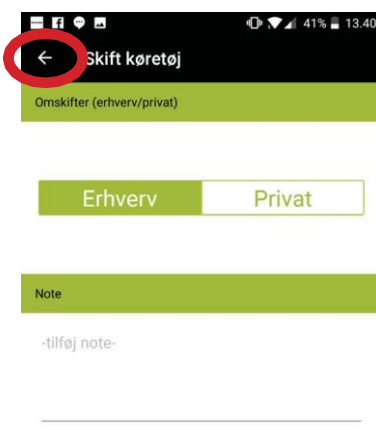 41% 13.40
Skift køretøj
Omskifter (erhverv/privat)
Erhverv Privat
Note
-tilføj note-